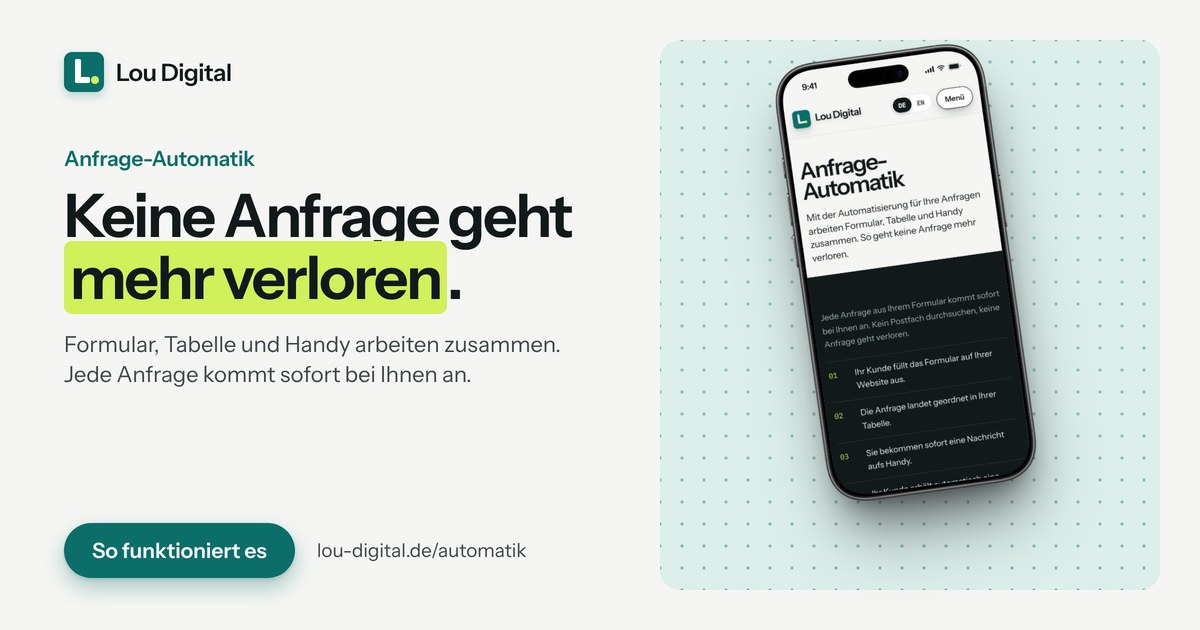 Lou Digital
Anfrage-Automatik
Keine Anfrage geht
mehr verloren.
Formular, Tabelle und Handy arbeiten zusammen.
Jede Anfrage kommt sofort bei Ihnen an.
So funktioniert es
lou-digital.de/automatik
9:41
Lou Digital
DE
EN
Menü
Anfrage-
Automatik
Mit der Automatisierung für Ihre Anfragen
arbeiten Formular, Tabelle und Handy
zusammen. So geht keine Anfrage mehr
verloren.
Jede Anfrage aus Ihrem Formular kommt sofort
bei Ihnen an. Kein Postfach durchsuchen, keine
Anfrage geht verloren.
01 Ihr Kunde füllt das Formular auf Ihrer
Website aus.
02 Die Anfrage landet geordnet in Ihrer
Tabelle.
03 Sie bekommen sofort eine Nachricht
aufs Handy.
Ihr Kunde erhält automatisch eine